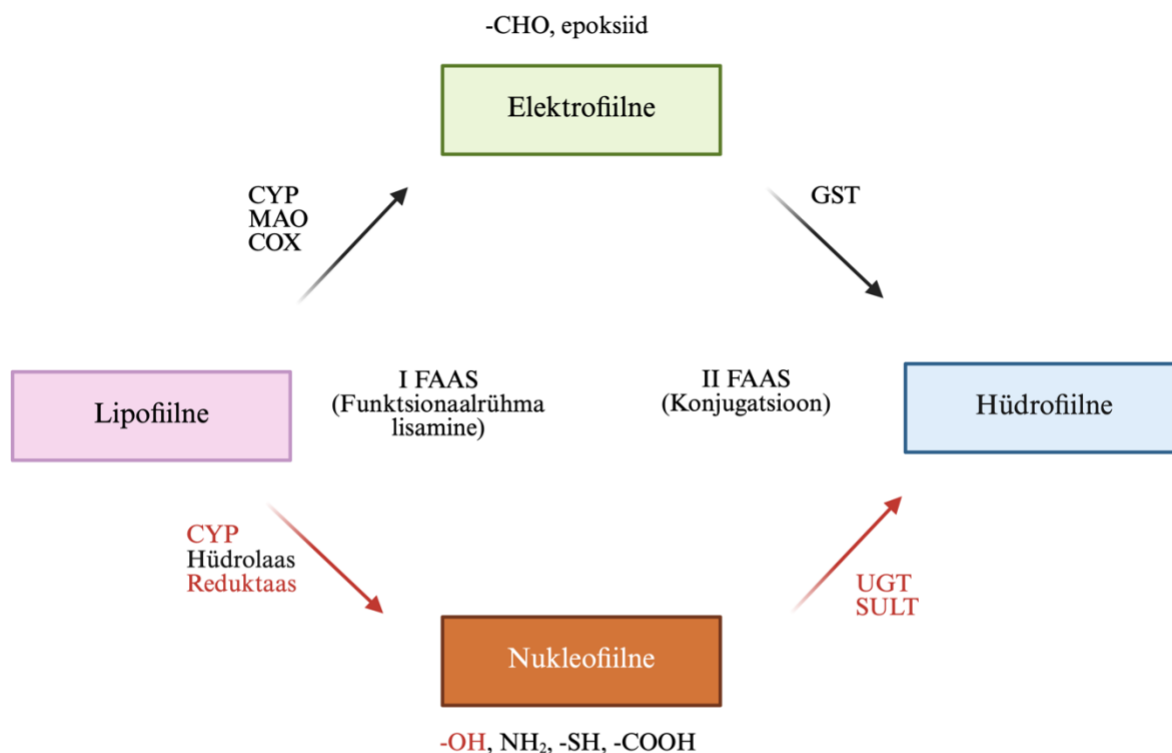 -CHO, epoksiid
Elektrofiilne
CYP
MAO
COX
GST
Lipofiilne
I FAAS
(Funktsionaalrühma
lisamine)
II FAAS
(Konjugatsioon)
Hüdrofiilne
CYP
Hüdrolaas
Reduktaas
UGT
SULT
Nukleofiilne
-OH, NH₂, -SH, -COOH